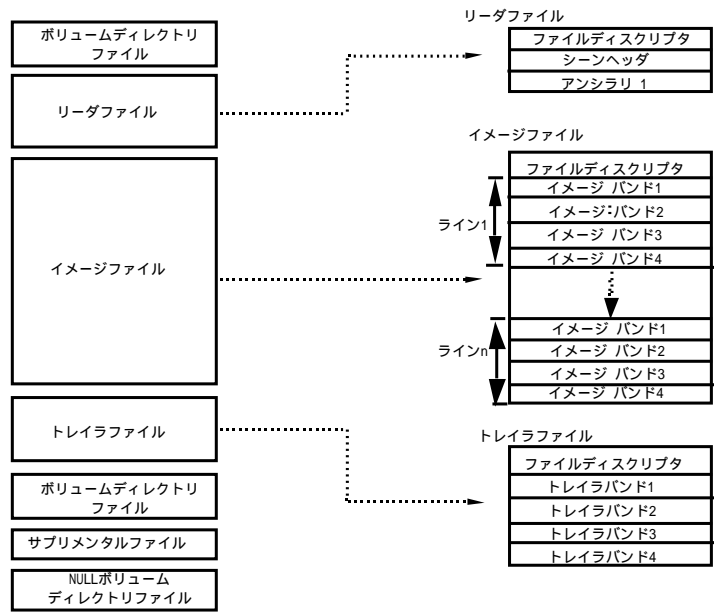 ボリュームディレクトリ
ファイル
リーダファイル
イメージファイル
トレイラファイル
ボリュームディレクトリ
ファイル
サプリメンタルファイル
NULLボリューム
ディレクトリファイル
リーダファイル
ファイルディスクリプタ
シーンヘッダ
アンシラリ 1
イメージファイル
ファイルディスクリプタ
ライン1
イメージ バンド1
イメージ バンド2
イメージ バンド3
イメージ バンド4
ラインn
イメージ バンド1
イメージ バンド2
イメージ バンド3
イメージ バンド4
トレイラファイル
ファイルディスクリプタ
トレイラバンド1
トレイラバンド2
トレイラバンド3
トレイラバンド4